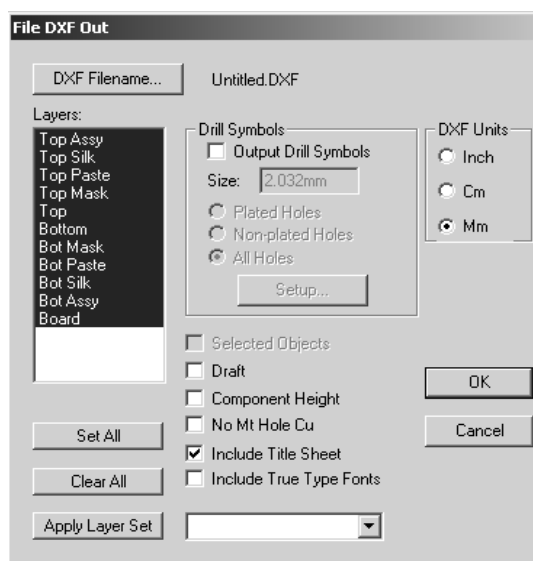 File DXF Out
DXF Filename...
Untitled.DXF
Layers:
Top Assy
Top Silk
Top Paste
Top Mask
Top
Bottom
Bot Mask
Bot Paste
Bot Silk
Bot Assy
Board
Set All
Clear All
Apply Layer Set
Drill Symbols
Output Drill Symbols
Size: 2.032mm
Plated Holes
Non-plated Holes
All Holes
Setup...
Selected Objects
Draft
Component Height
No Mt Hole Cu
Include Title Sheet
Include True Type Fonts
DXF Units
Inch
Cm
Mm
OK
Cancel